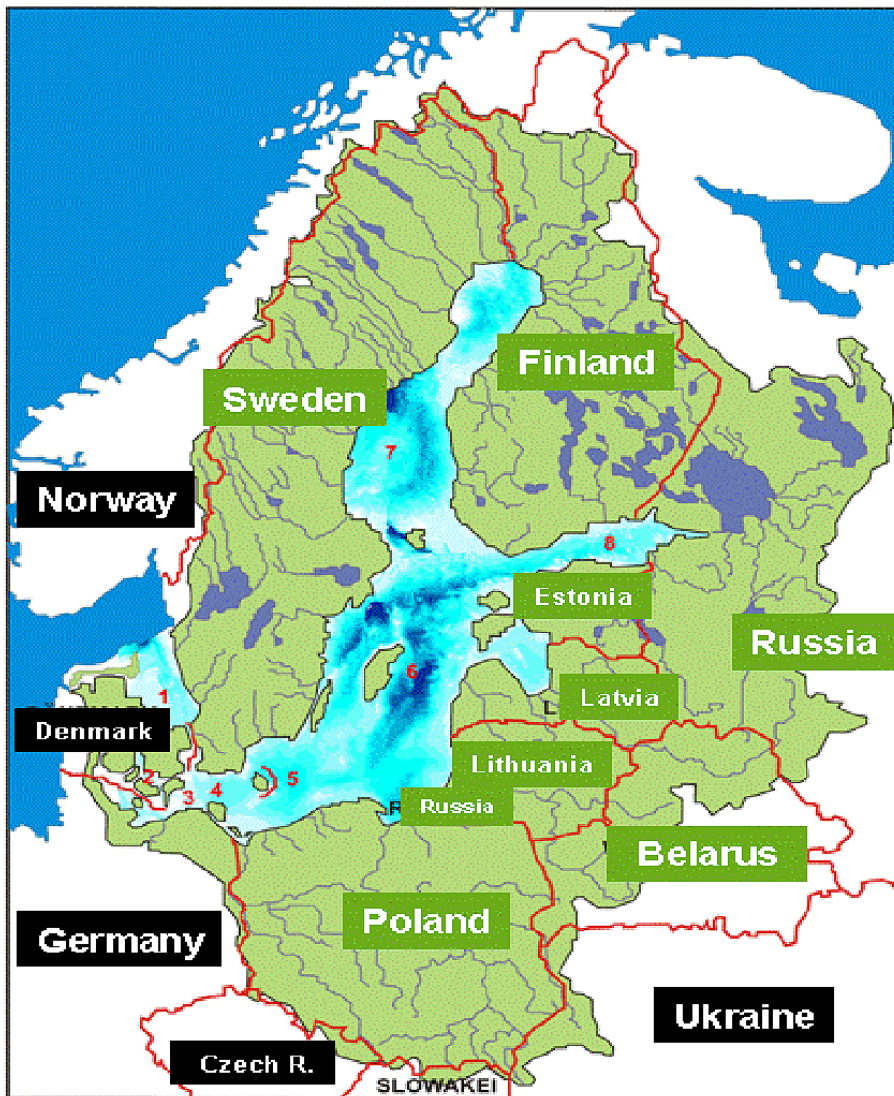 Finland
Sweden
7
Norway
8
Estonia
Russia
6
1
Latvia
L
Denmark
Lithuania
2
5
3
4
R
Russia
Belarus
Poland
Germany
Ukraine
Czech R.
SLOWAKEI